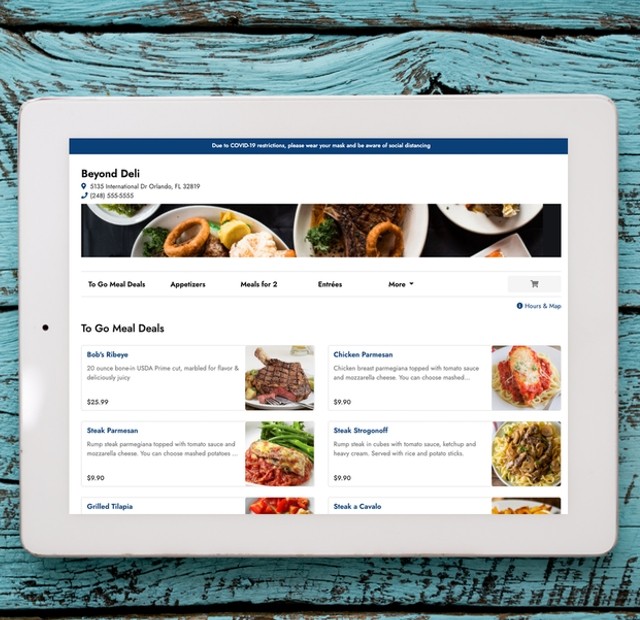 Due to COVID-19 restrictions, please wear your mask and be aware of social distancing
Beyond Deli
5135 International Dr Orlando, FL 32819
(248) 555-5555
To Go Meal Deals
Appetizers
Meals for 2
Entrées
More
Hours & Map
To Go Meal Deals
Bob's Ribeye
20 ounce bone-in USDA Prime cut, marbled for flavor &
deliciously juicy
$25.99
Chicken Parmesan
Chicken breast parmegiana topped with tomato sauce
and mozzarella cheese. You can choose mashed...
$9.90
Steak Parmesan
Rump steak parmegiana topped with tomato sauce and
mozzarella cheese. You can choose mashed potatoes ...
$9.90
Steak Strogonoff
Rump steak in cubes with tomato sauce, ketchup and
heavy cream. Served with rice and potato sticks.
$9.90
Grilled Tilapia
Steak a Cavalo